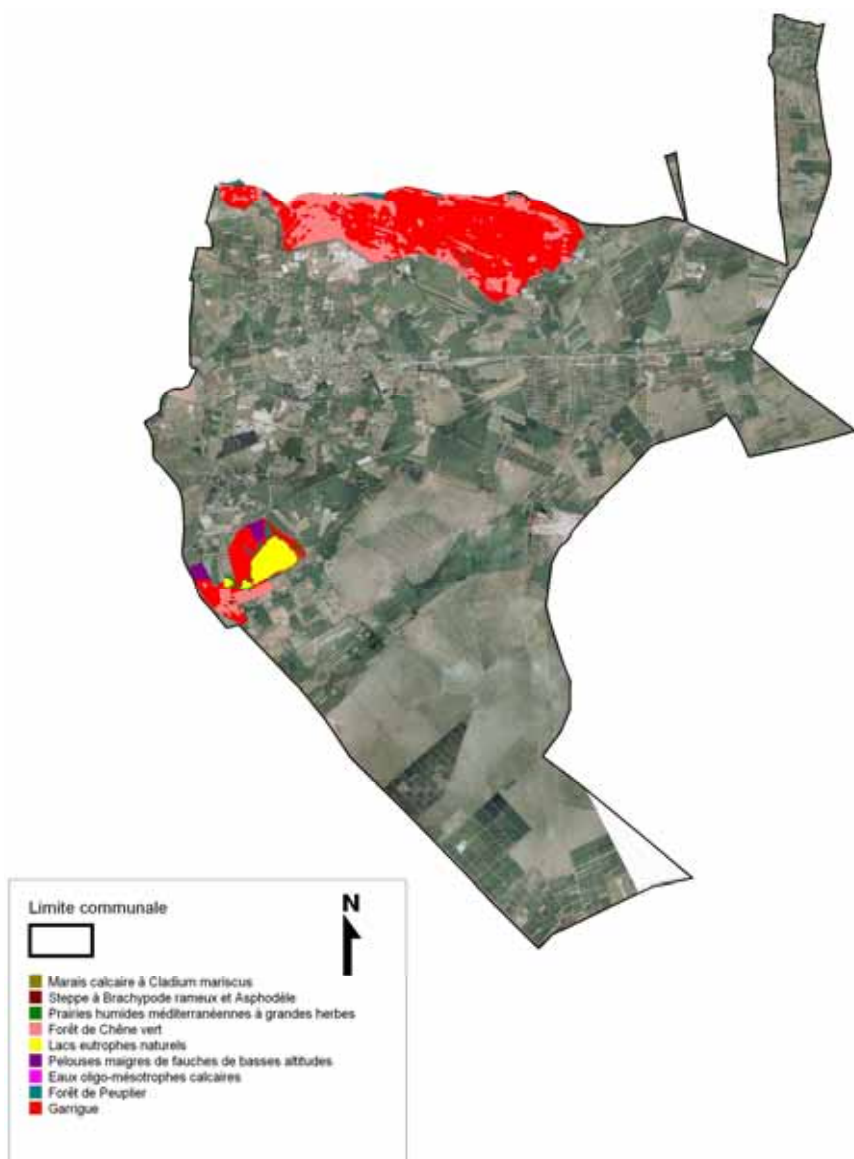 Limite communale
N
Marais calcaire à Cladium mariscus
Steppe à Brachypode rameux et Asphodèle
Prairies humides méditerranéennes à grandes herbes
Forêt de Chêne vert
Lacs eutrophes naturels
Pelouses maigres de fauches de basses altitudes
Eaux oligo-mésotrophes calcaires
Forêt de Peuplier
Garrigue